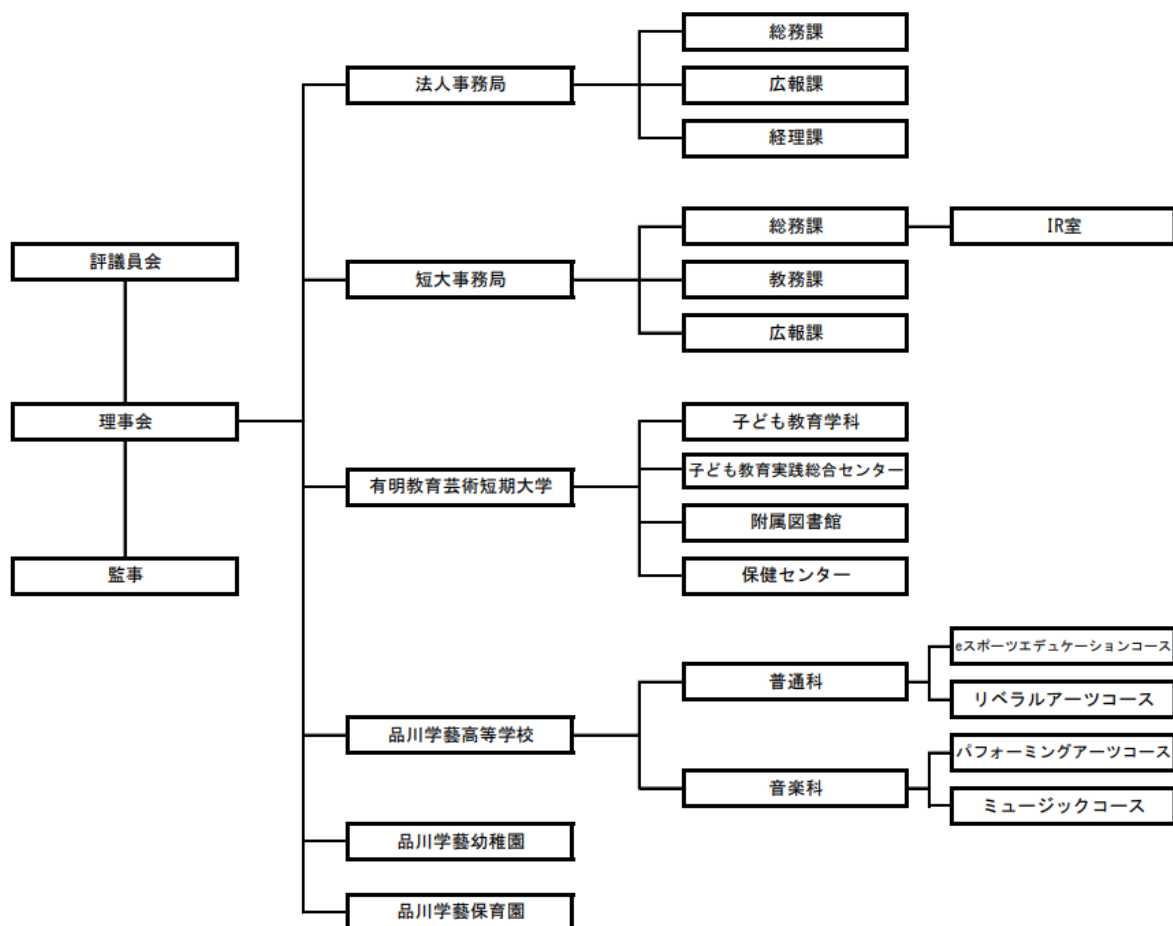 評議員会
理事会
監事
法人事務局
総務課
広報課
経理課
短大事務局
総務課
IR室
教務課
広報課
有明教育芸術短期大学
子ども教育学科
子ども教育実践総合センター
附属図書館
保健センター
品川学藝高等学校
普通科
eスポーツエデュケーションコース
リベラルアーツコース
音楽科
パフォーミングアーツコース
ミュージックコース
品川学藝幼稚園
品川学藝保育園